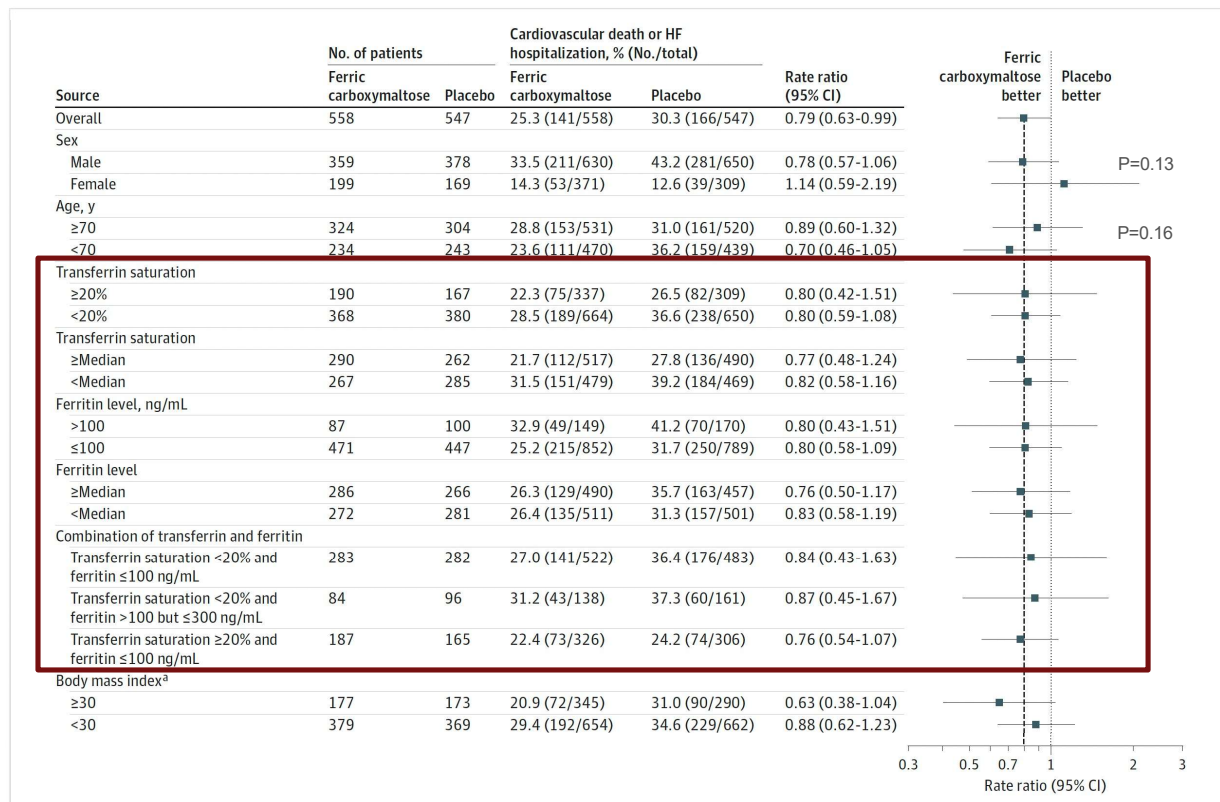 No. of patients Cardiovascular death or HF hospitalization, % (No./total)
Source Ferric carboxymaltose Placebo Ferric carboxymaltose Placebo Rate ratio (95% CI) Ferric carboxymaltose better Placebo better
Overall 558 547 25.3 (141/558) 30.3 (166/547) 0.79 (0.63-0.99)
Sex
Male 359 378 33.5 (211/630) 43.2 (281/650) 0.78 (0.57-1.06) P=0.13
Female 199 169 14.3 (53/371) 12.6 (39/309) 1.14 (0.59-2.19)
Age, y
≥70 324 304 28.8 (153/531) 31.0 (161/520) 0.89 (0.60-1.32) P=0.16
<70 234 243 23.6 (111/470) 36.2 (159/439) 0.70 (0.46-1.05)
Transferrin saturation
≥20% 190 167 22.3 (75/337) 26.5 (82/309) 0.80 (0.42-1.51)
<20% 368 380 28.5 (189/664) 36.6 (238/650) 0.80 (0.59-1.08)
Transferrin saturation
≥Median 290 262 21.7 (112/517) 27.8 (136/490) 0.77 (0.48-1.24)
<Median 267 285 31.5 (151/479) 39.2 (184/469) 0.82 (0.58-1.16)
Ferritin level, ng/mL
>100 87 100 32.9 (49/149) 41.2 (70/170) 0.80 (0.43-1.51)
≤100 471 447 25.2 (215/852) 31.7 (250/789) 0.80 (0.58-1.09)
Ferritin level
≥Median 286 266 26.3 (129/490) 35.7 (163/457) 0.76 (0.50-1.17)
<Median 272 281 26.4 (135/511) 31.3 (157/501) 0.83 (0.58-1.19)
Combination of transferrin and ferritin
Transferrin saturation <20% and 283 282 27.0 (141/522) 36.4 (176/483) 0.84 (0.43-1.63)
ferritin ≤100 ng/mL
Transferrin saturation <20% and 84 96 31.2 (43/138) 37.3 (60/161) 0.87 (0.45-1.67)
ferritin >100 but ≤300 ng/mL
Transferrin saturation ≥20% and 187 165 22.4 (73/326) 24.2 (74/306) 0.76 (0.54-1.07)
ferritin ≤100 ng/mL
Body mass indexᵃ
≥30 177 173 20.9 (72/345) 31.0 (90/290) 0.63 (0.38-1.04)
<30 379 369 29.4 (192/654) 34.6 (229/662) 0.88 (0.62-1.23)
0.3 0.5 0.7 1 2 3
Rate ratio (95% CI)